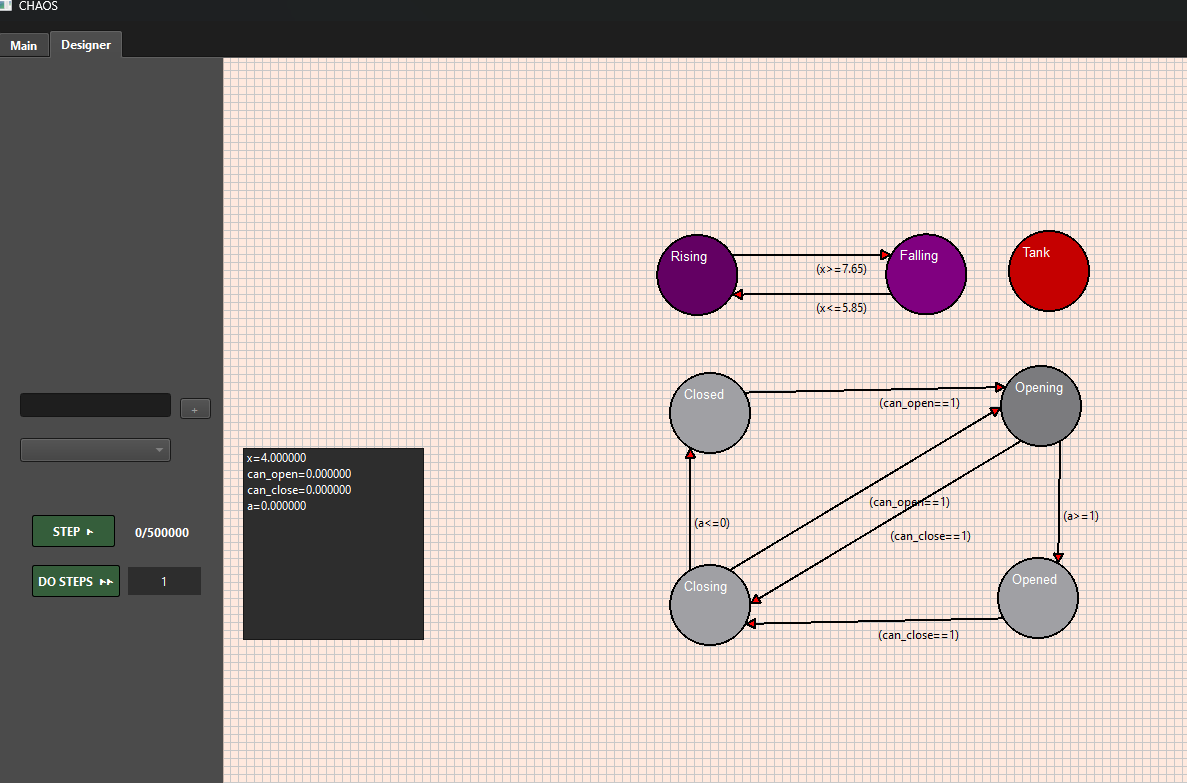 CHAOS
Main
Designer
Rising
Falling
Tank
(x>=7.65)
(x<=5.85)
Closed
Opening
(can_open==1)
+
x=4.000000
can_open=0.000000
can_close=0.000000
a=0.000000
(can_open==1)
(a<=0)
(a>=1)
STEP
0/500000
(can_close==1)
DO STEPS
1
Closing
Opened
(can_close==1)